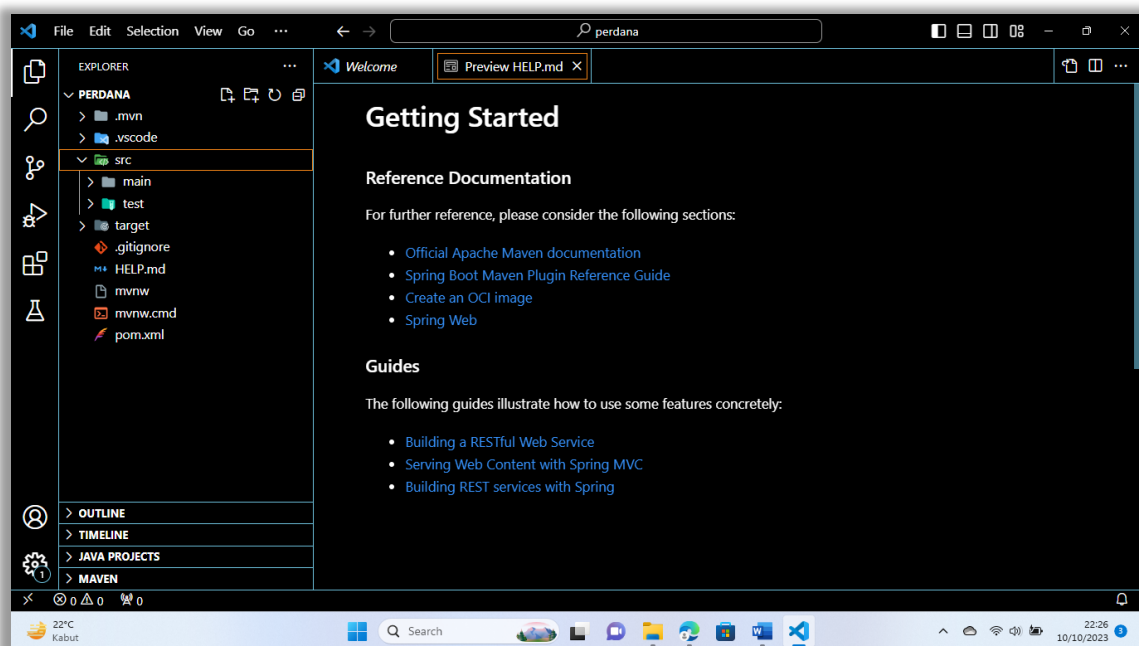 File Edit Selection View Go ··· perdana
EXPLORER ···
PERDANA
.mvn
.vscode
src
main
test
target
.gitignore
M↓ HELP.md
mvnw
mvnw.cmd
pom.xml
OUTLINE
TIMELINE
JAVA PROJECTS
MAVEN
Welcome Preview HELP.md ···
Getting Started
Reference Documentation
For further reference, please consider the following sections:
• Official Apache Maven documentation
• Spring Boot Maven Plugin Reference Guide
• Create an OCI image
• Spring Web
Guides
The following guides illustrate how to use some features concretely:
• Building a RESTful Web Service
• Serving Web Content with Spring MVC
• Building REST services with Spring
1
0 0 0
22°C
Kabut
Search
22:26
10/10/2023 3